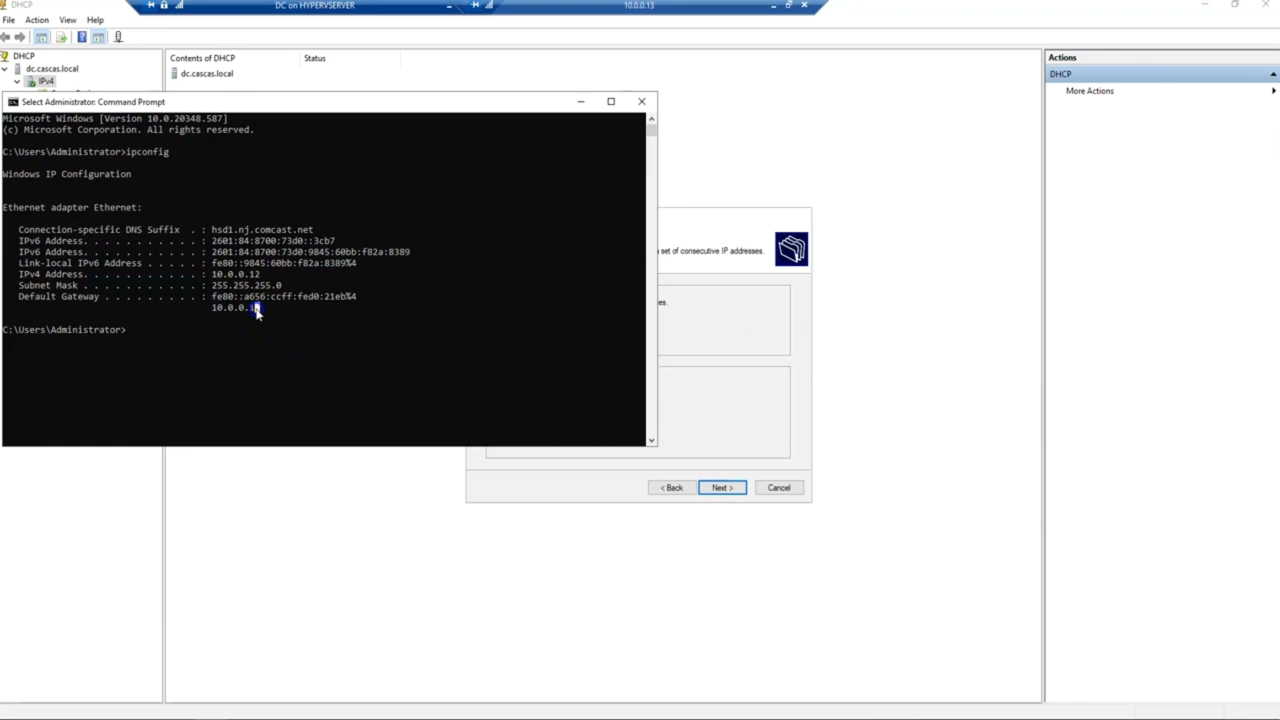 DHCP
DC on HYPERVSERVER
10.0.0.13
File Action View Help
DHCP
dc.cascas.local
IPv4
Contents of DHCP Status
dc.cascas.local
Actions
DHCP
More Actions
Select Administrator: Command Prompt
Microsoft Windows [Version 10.0.20348.587]
(c) Microsoft Corporation. All rights reserved.
C:\Users\Administrator>ipconfig
Windows IP Configuration
Ethernet adapter Ethernet:
Connection-specific DNS Suffix . : hsd1.nj.comcast.net
IPv6 Address. . . . . . . . . . . : 2601:84:8700:73d0::3cb7
IPv6 Address. . . . . . . . . . . : 2601:84:8700:73d0:9845:60bb:f82a:8389
Link-local IPv6 Address . . . . . : fe80::9845:60bb:f82a:8389%4
IPv4 Address. . . . . . . . . . . : 10.0.0.12
Subnet Mask . . . . . . . . . . . : 255.255.255.0
Default Gateway . . . . . . . . . : fe80::a656:ccff:fed0:21eb%4
10.0.0.1
C:\Users\Administrator>
set of consecutive IP addresses.
es.
< Back Next > Cancel